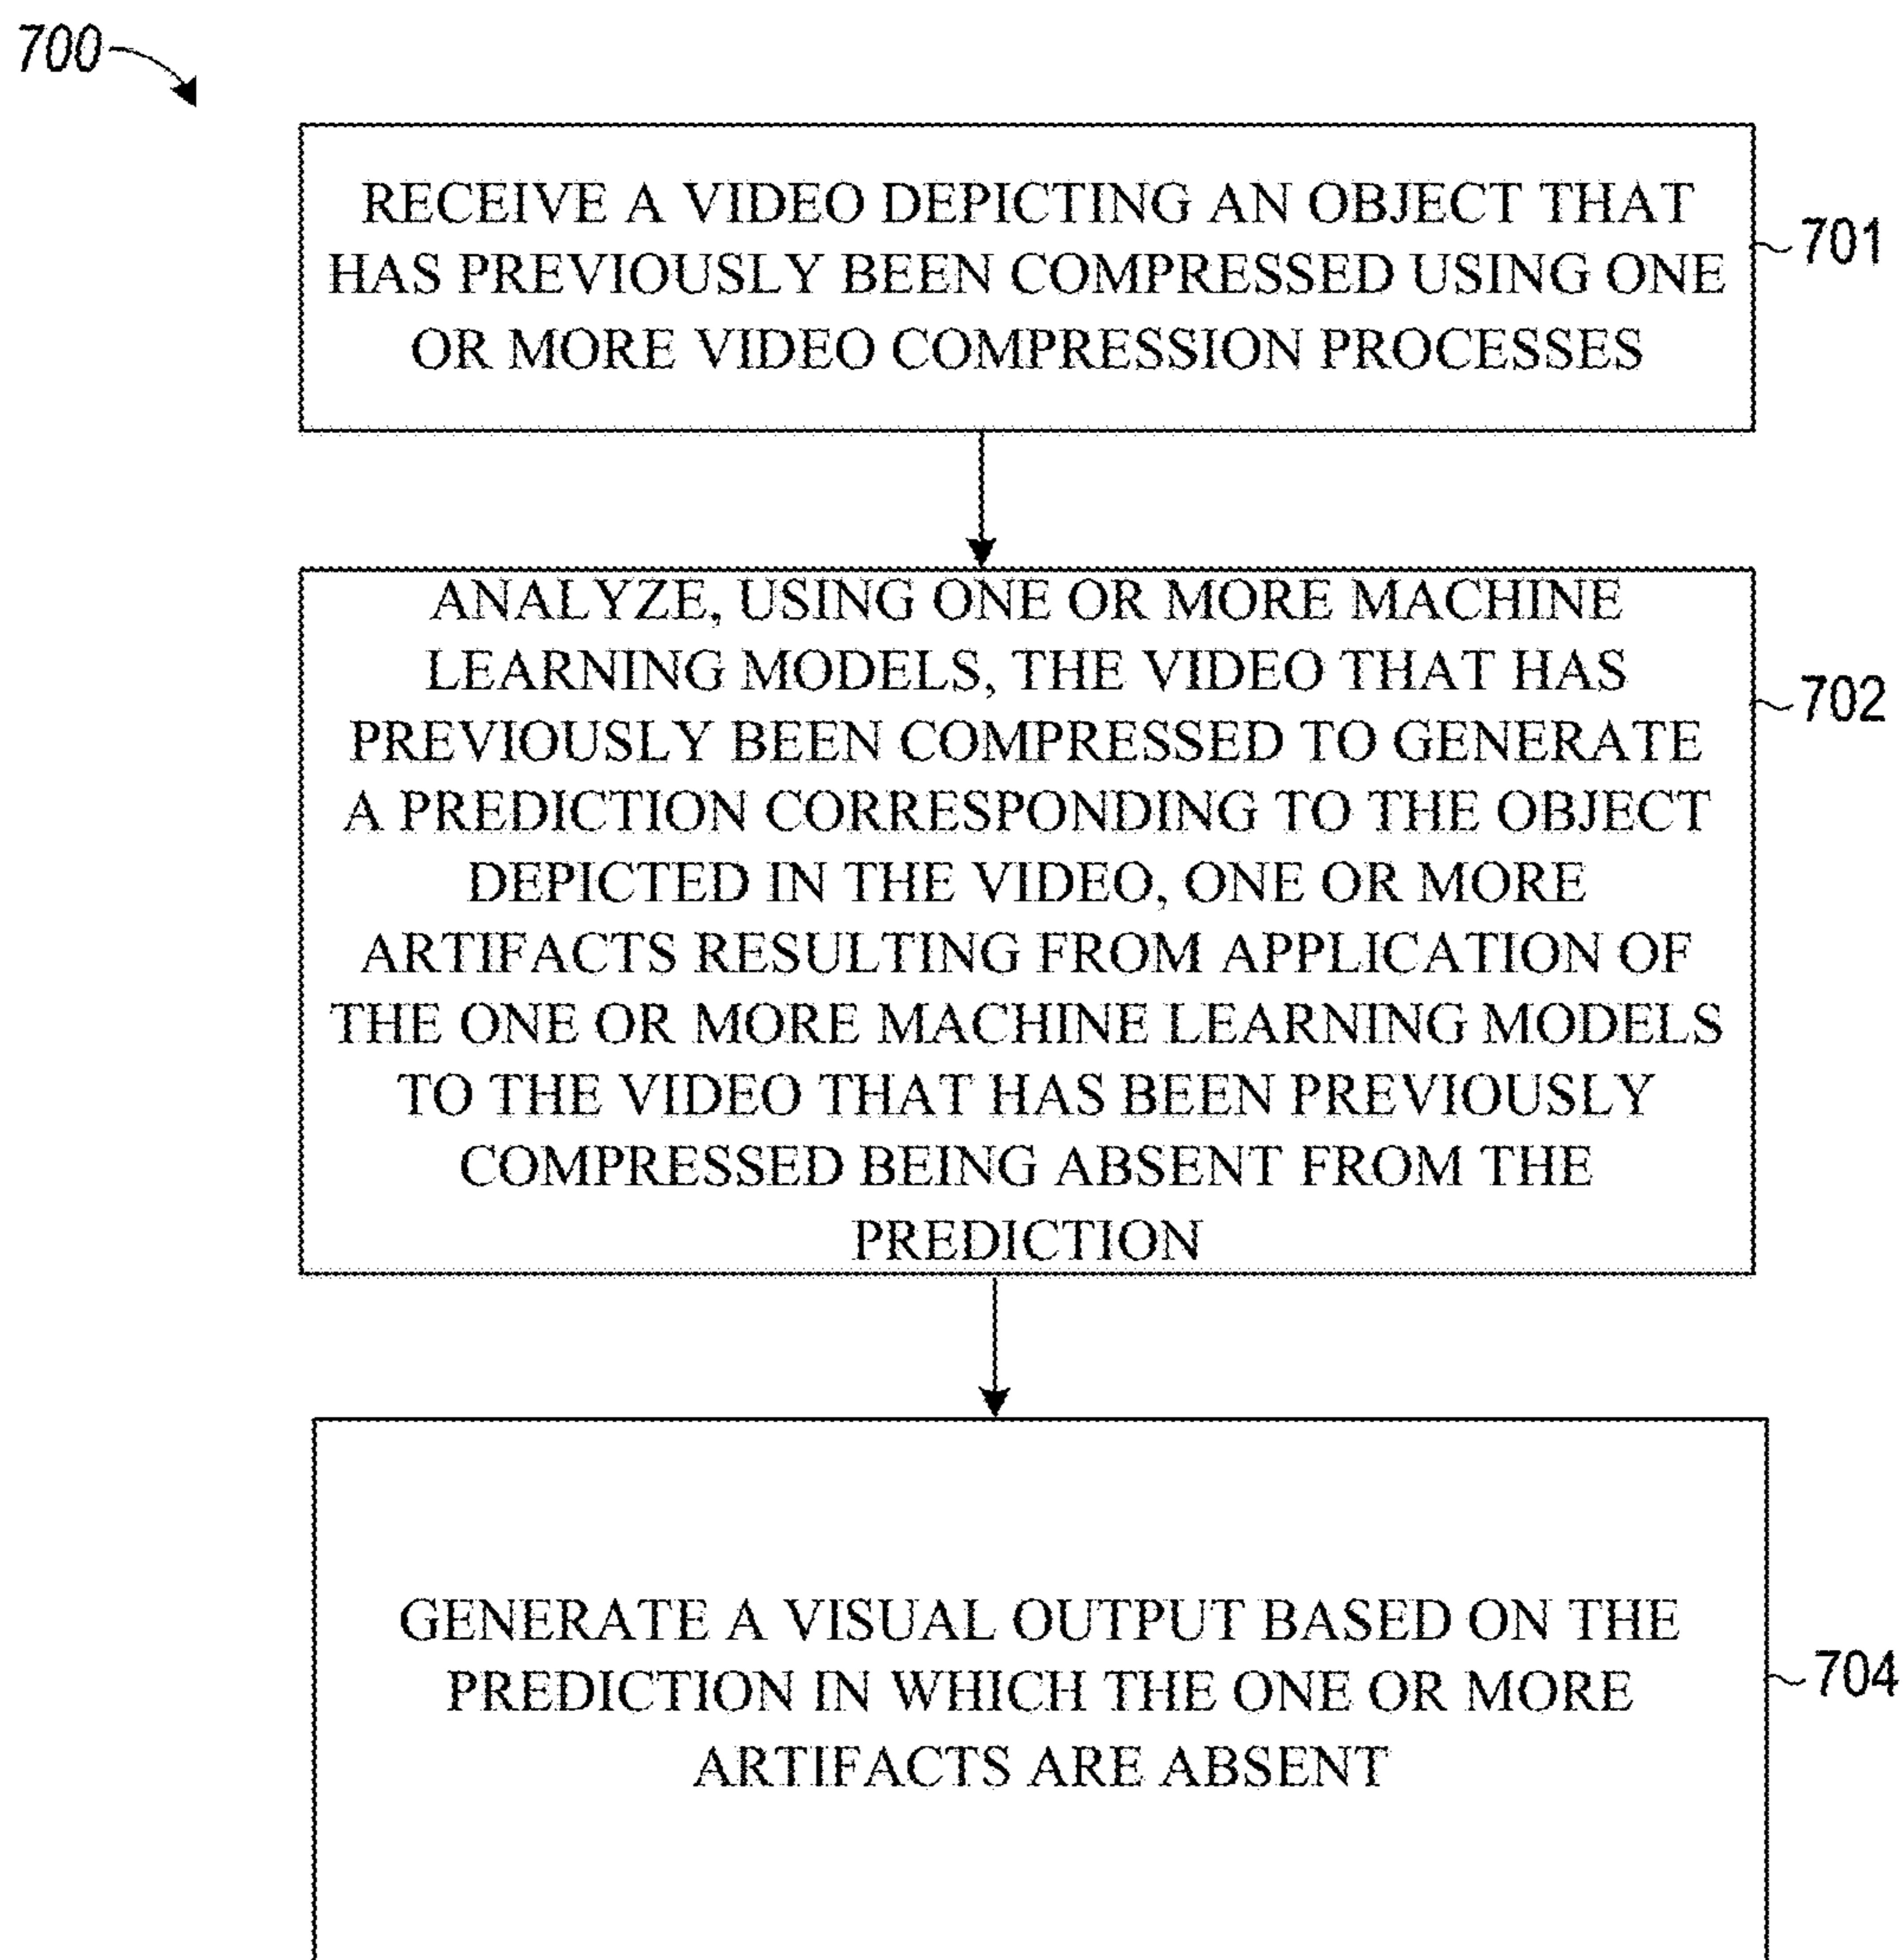 700
RECEIVE A VIDEO DEPICTING AN OBJECT THAT
HAS PREVIOUSLY BEEN COMPRESSED USING ONE
OR MORE VIDEO COMPRESSION PROCESSES
701
ANALYZE, USING ONE OR MORE MACHINE
LEARNING MODELS, THE VIDEO THAT HAS
PREVIOUSLY BEEN COMPRESSED TO GENERATE
A PREDICTION CORRESPONDING TO THE OBJECT
DEPICTED IN THE VIDEO, ONE OR MORE
ARTIFACTS RESULTING FROM APPLICATION OF
THE ONE OR MORE MACHINE LEARNING MODELS
TO THE VIDEO THAT HAS BEEN PREVIOUSLY
COMPRESSED BEING ABSENT FROM THE
PREDICTION
702
GENERATE A VISUAL OUTPUT BASED ON THE
PREDICTION IN WHICH THE ONE OR MORE
ARTIFACTS ARE ABSENT
704